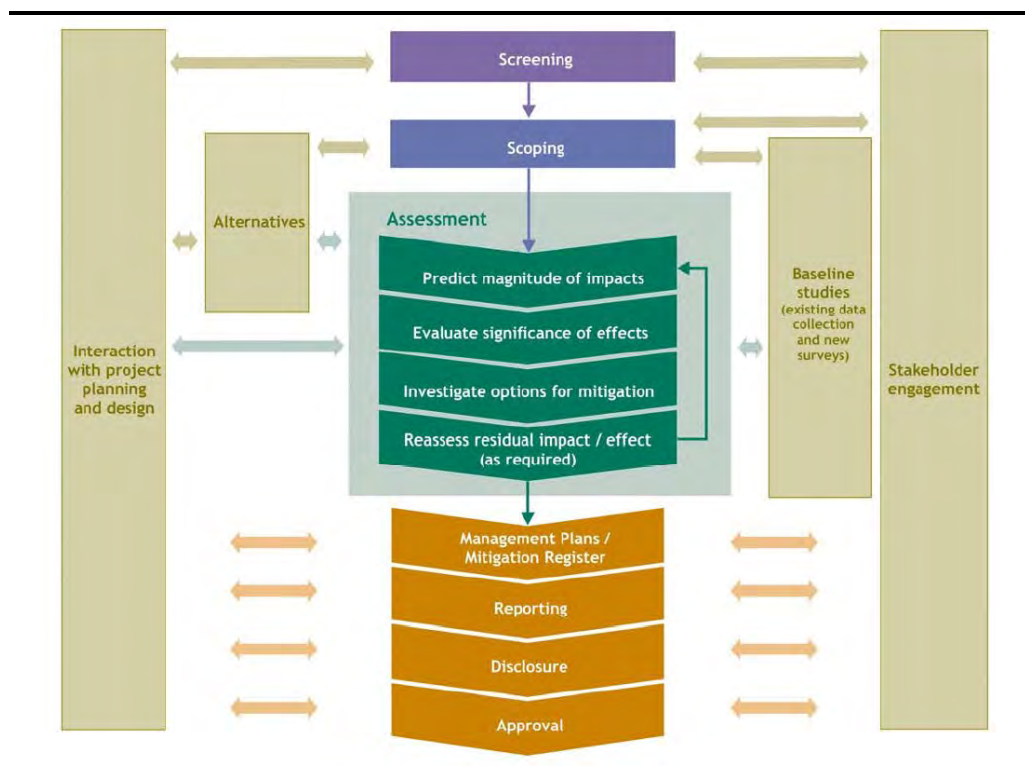 Screening
Scoping
Alternatives
Assessment
Predict magnitude of impacts
Evaluate significance of effects
Investigate options for mitigation
Reassess residual impact / effect
(as required)
Interaction
with project
planning
and design
Baseline
studies
(existing data
collection
and new
surveys)
Stakeholder
engagement
Management Plans /
Mitigation Register
Reporting
Disclosure
Approval